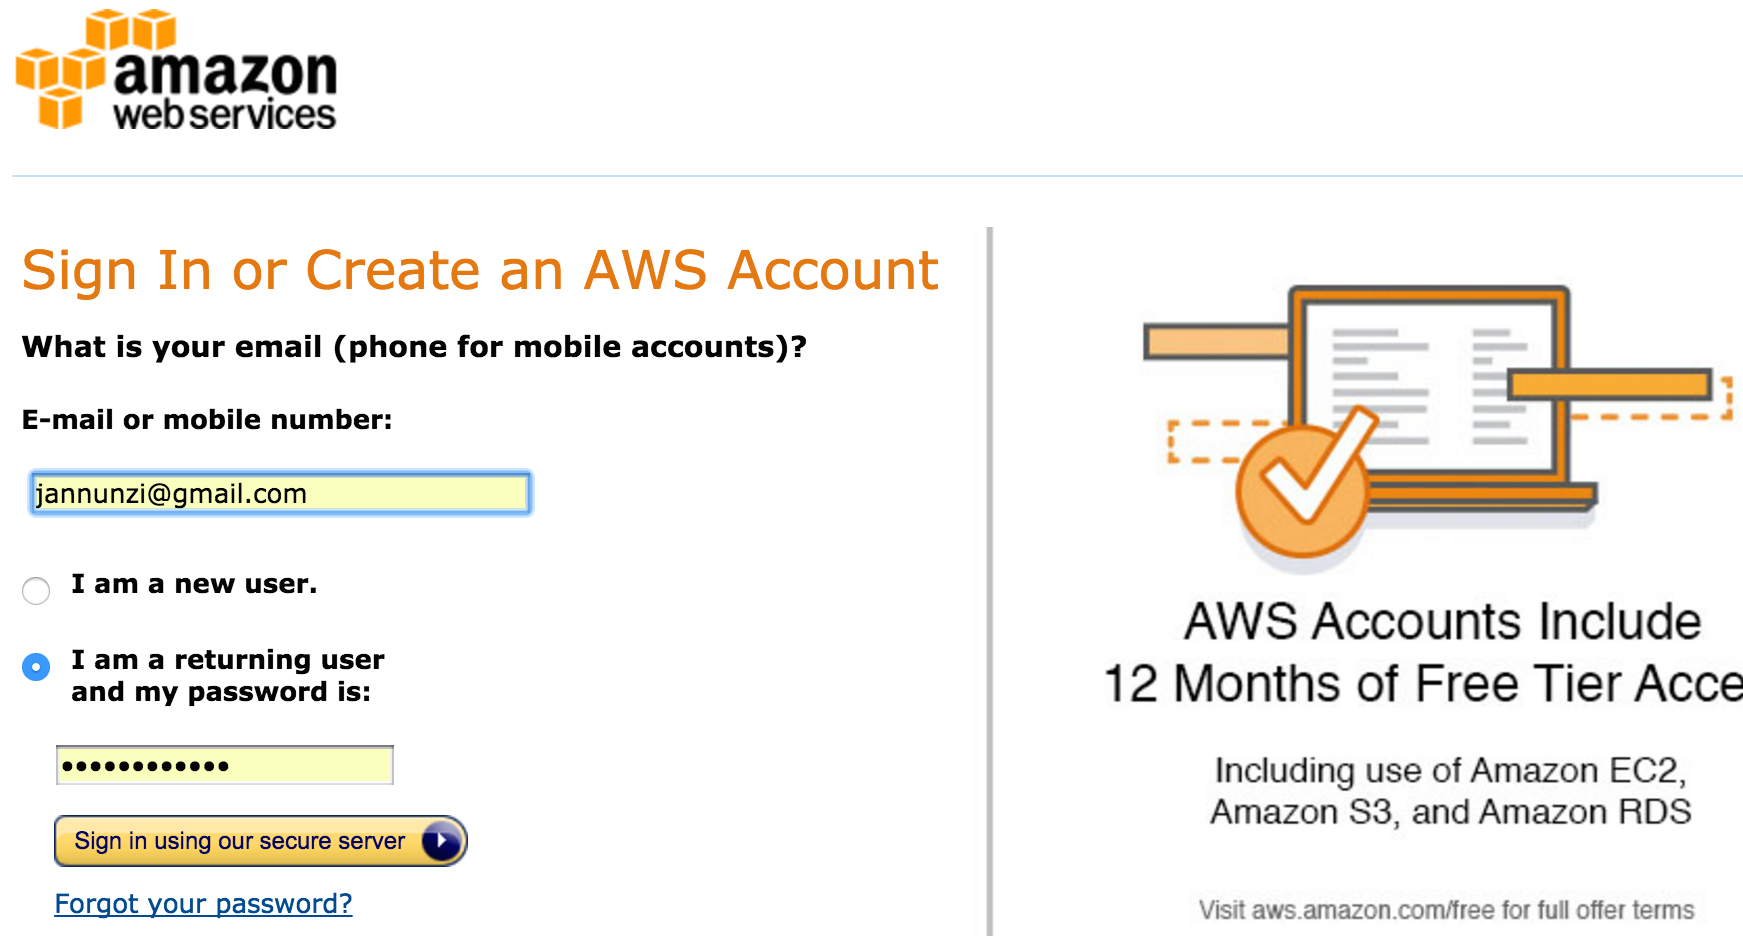 amazon
webservices
Sign In or Create an AWS Account
What is your email (phone for mobile accounts)?
E-mail or mobile number:
jannunzi@gmail.com
I am a new user.
I am a returning user
and my password is:
••••••••••••
Sign in using our secure server
Forgot your password?
AWS Accounts Include
12 Months of Free Tier Acce
Including use of Amazon EC2,
Amazon S3, and Amazon RDS
Visit aws.amazon.com/free for full offer terms